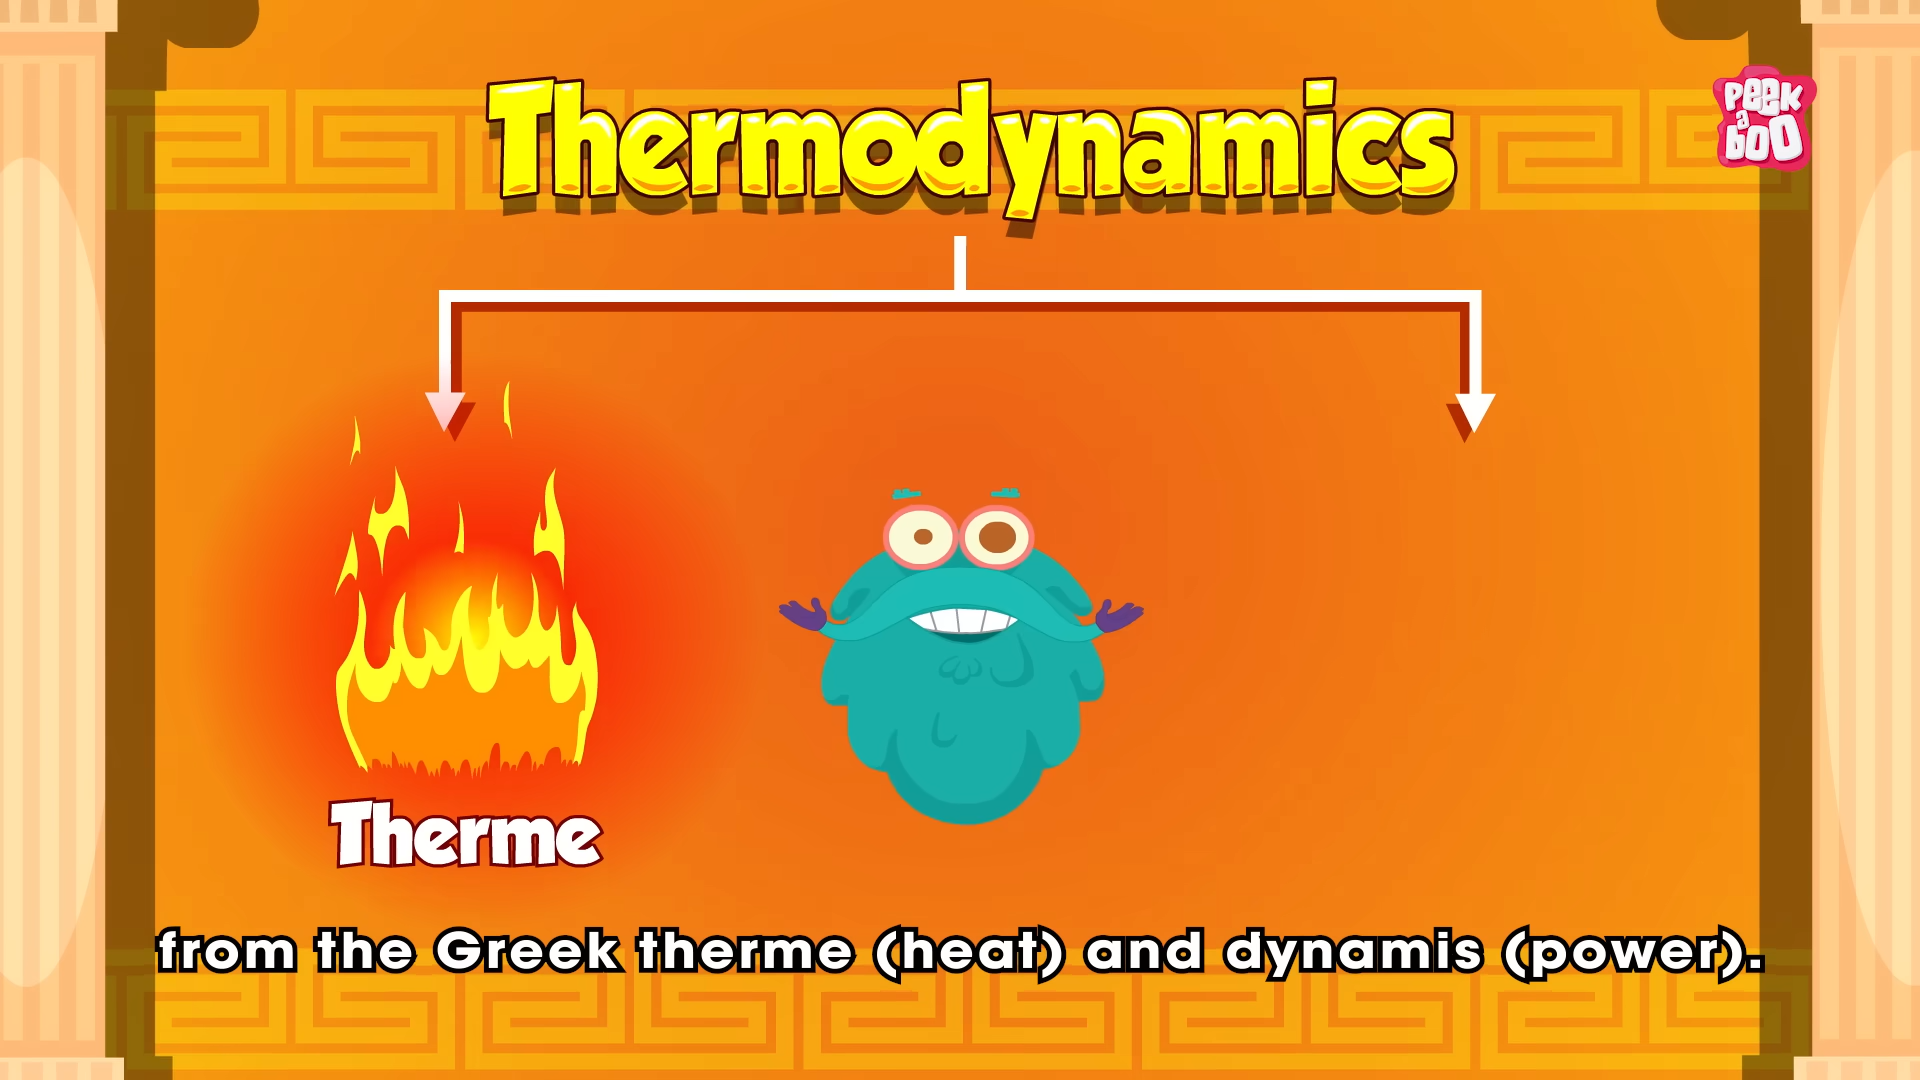 Thermodynamics
peek
a
boo
Therme
from the Greek therme (heat) and dynamis (power).